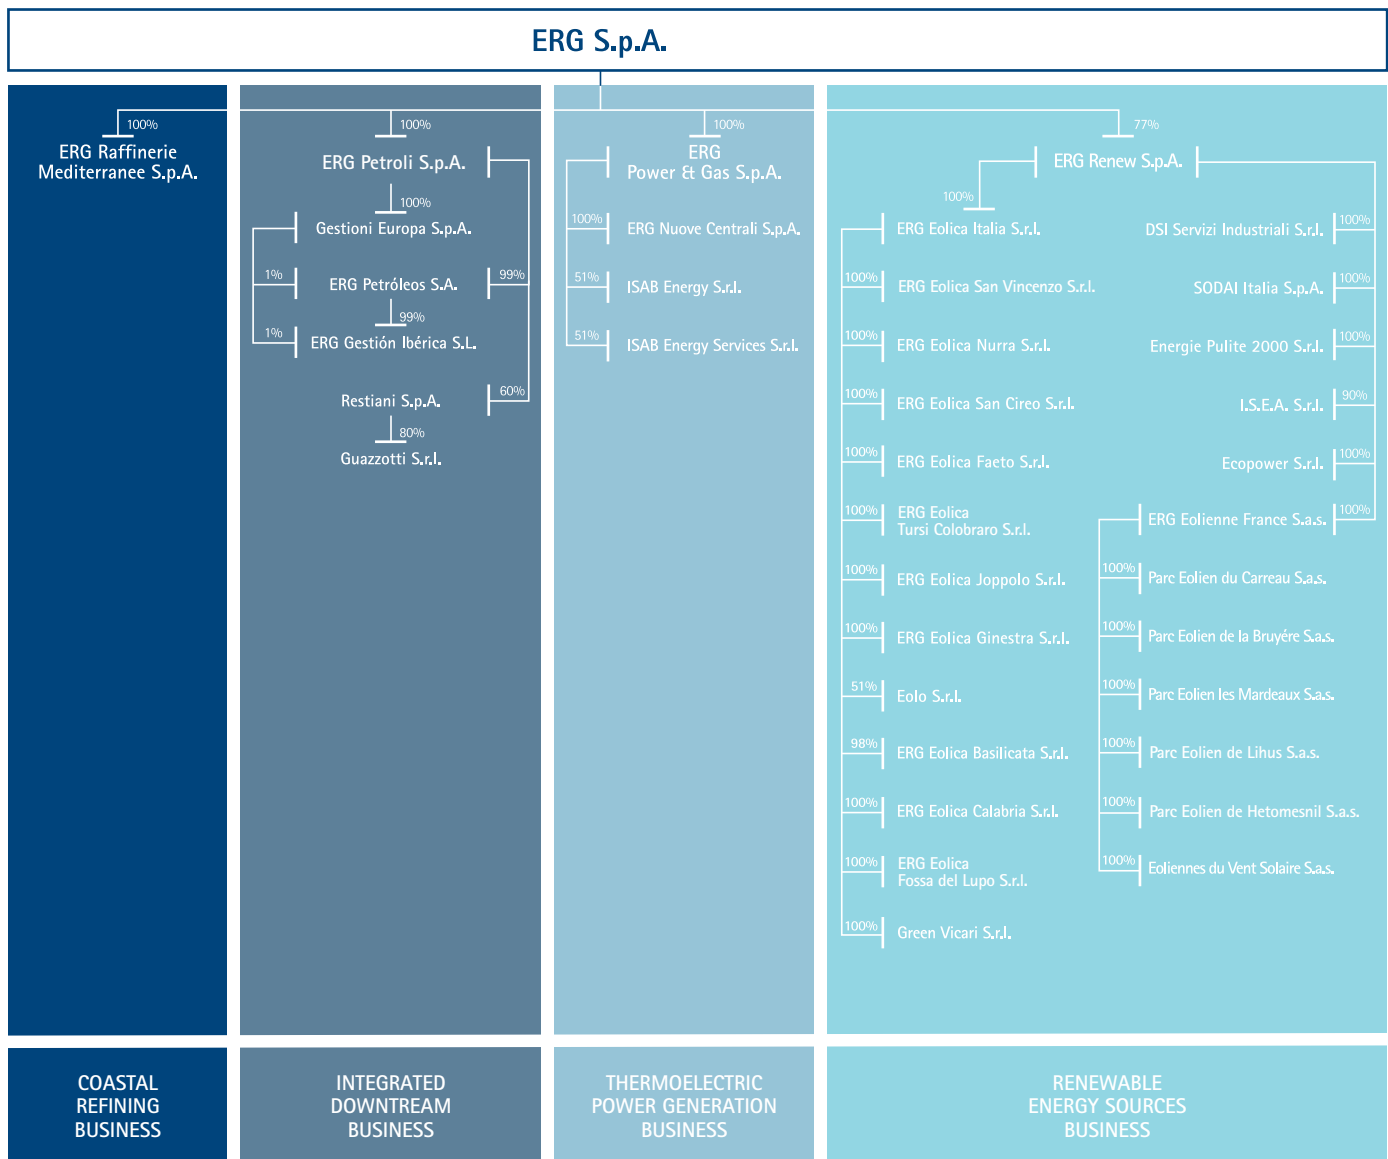 ERG S.p.A.
100%
ERG Raffinerie
Mediterranee S.p.A.
100%
ERG Petroli S.p.A.
100%
Gestioni Europa S.p.A.
1%
ERG Petróleos S.A.
99%
99%
1%
ERG Gestión Ibérica S.L.
Restiani S.p.A.
60%
80%
Guazzotti S.r.l.
100%
ERG
Power & Gas S.p.A.
100%
ERG Nuove Centrali S.p.A.
51%
ISAB Energy S.r.l.
51%
ISAB Energy Services S.r.l.
77%
ERG Renew S.p.A.
100%
ERG Eolica Italia S.r.l.
100%
ERG Eolica San Vincenzo S.r.l.
100%
ERG Eolica Nurra S.r.l.
100%
ERG Eolica San Cireo S.r.l.
100%
ERG Eolica Faeto S.r.l.
100%
ERG Eolica
Tursi Colobraro S.r.l.
100%
ERG Eolica Joppolo S.r.l.
100%
ERG Eolica Ginestra S.r.l.
51%
Eolo S.r.l.
98%
ERG Eolica Basilicata S.r.l.
100%
ERG Eolica Calabria S.r.l.
100%
ERG Eolica
Fossa del Lupo S.r.l.
100%
Green Vicari S.r.l.
DSI Servizi Industriali S.r.l.
100%
SODAI Italia S.p.A.
100%
Energie Pulite 2000 S.r.l.
100%
I.S.E.A. S.r.l.
90%
Ecopower S.r.l.
100%
ERG Eolienne France S.a.s.
100%
100%
Parc Eolien du Carreau S.a.s.
100%
Parc Eolien de la Bruyére S.a.s.
100%
Parc Eolien les Mardeaux S.a.s.
100%
Parc Eolien de Lihus S.a.s.
100%
Parc Eolien de Hetomesnil S.a.s.
100%
Eoliennes du Vent Solaire S.a.s.
COASTAL
REFINING
BUSINESS
INTEGRATED
DOWNTREAM
BUSINESS
THERMOELECTRIC
POWER GENERATION
BUSINESS
RENEWABLE
ENERGY SOURCES
BUSINESS